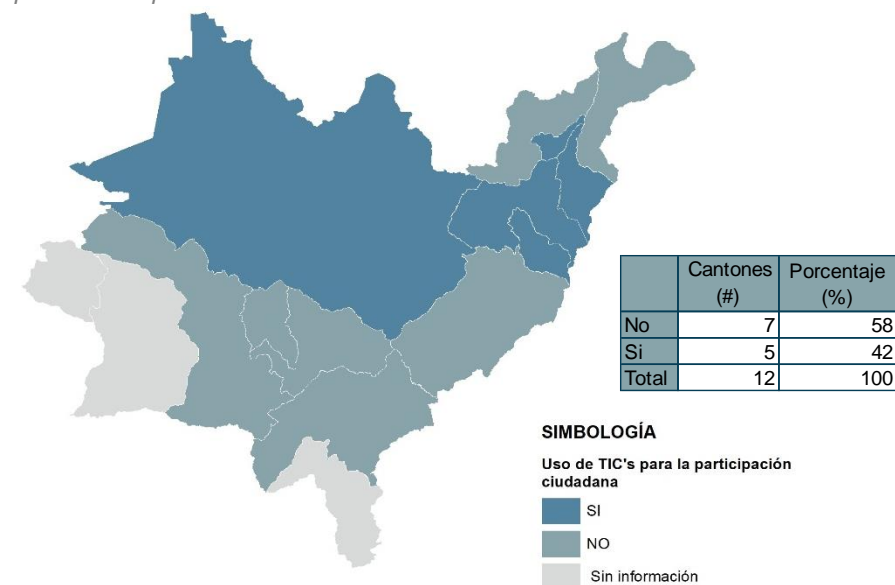 Cantones (#) Porcentaje (%)
No 7 58
Si 5 42
Total 12 100
SIMBOLOGÍA
Uso de TIC's para la participación
ciudadana
SI
NO
Sin información